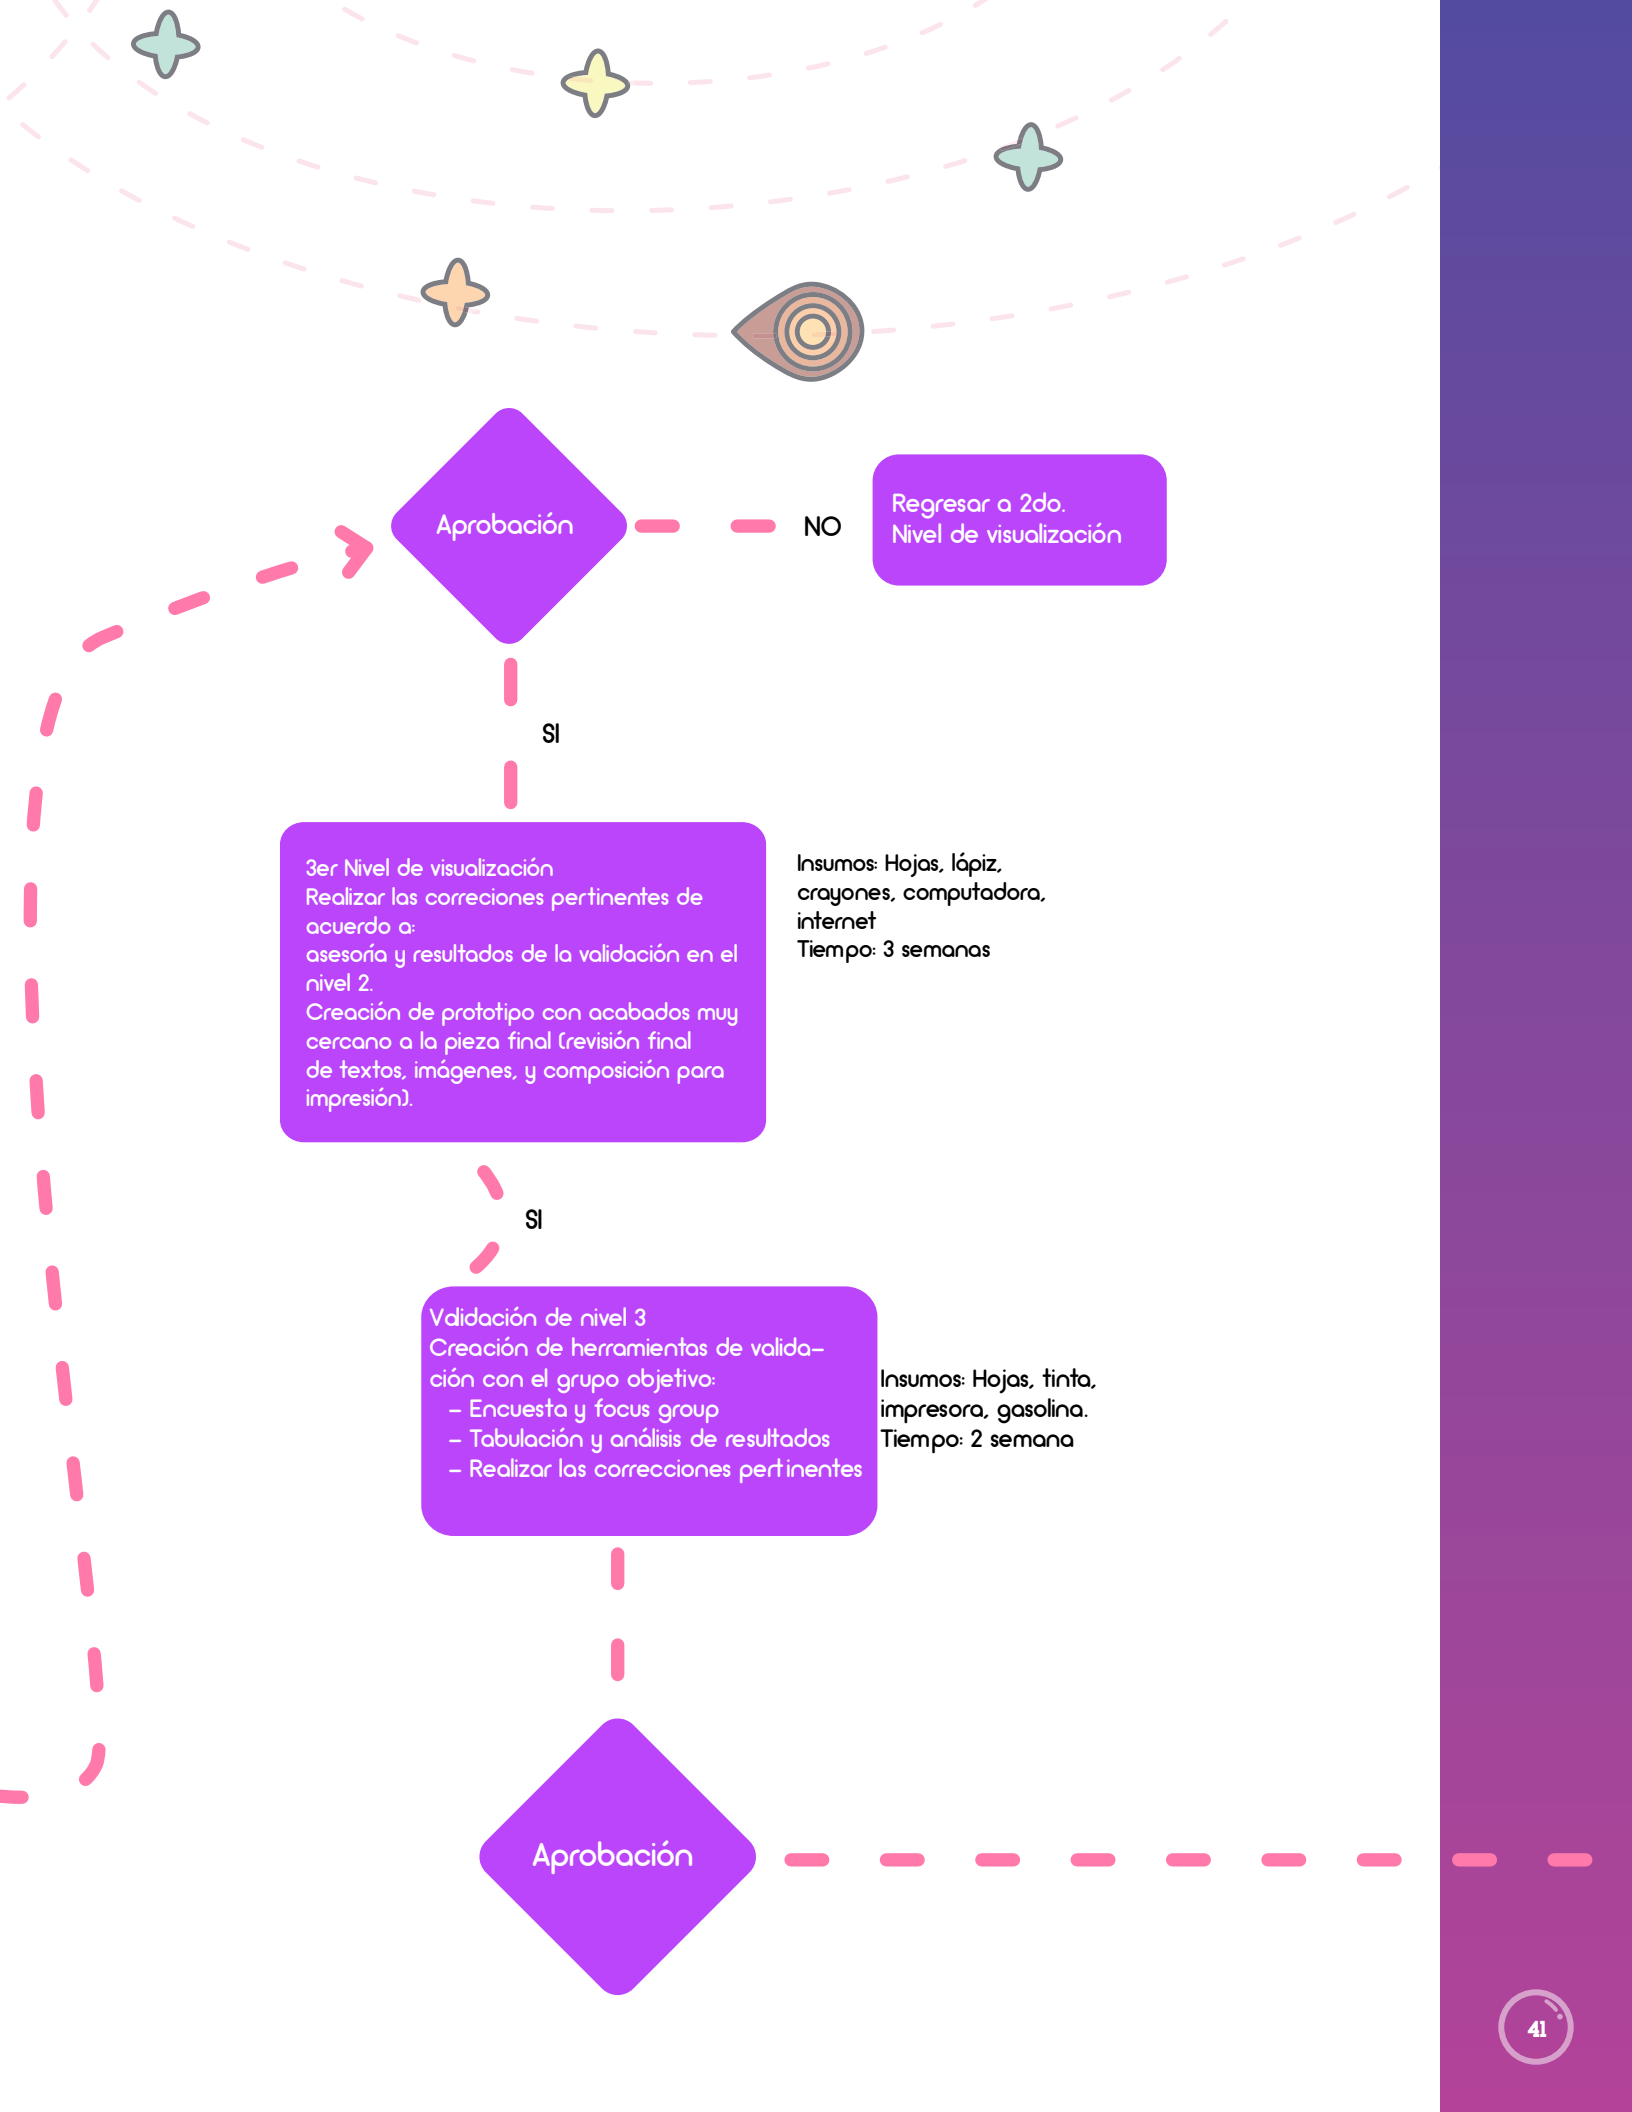 Aprobación
NO
Regresar a 2do.
Nivel de visualización
SI
3er Nivel de visualización
Realizar las correciones pertinentes de
acuerdo a:
asesoría y resultados de la validación en el
nivel 2.
Creación de prototipo con acabados muy
cercano a la pieza final (revisión final
de textos, imágenes, y composición para
impresión).
Insumos: Hojas, lápiz,
crayones, computadora,
internet
Tiempo: 3 semanas
SI
Validación de nivel 3
Creación de herramientas de valida-
ción con el grupo objetivo:
- Encuesta y focus group
- Tabulación y análisis de resultados
- Realizar las correcciones pertinentes
Insumos: Hojas, tinta,
impresora, gasolina.
Tiempo: 2 semana
Aprobación
41